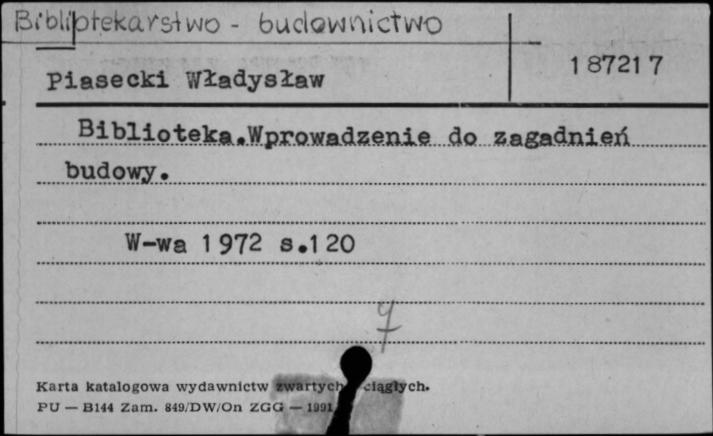 Bibliotekarstwo - budownictwo
187217
Piasecki Władysław
Biblioteka.Wprowadzenie do zagadnień
budowy.
W-wa 1972 s.120
Karta katalogowa wydawnictw zwartych ciągłych.
PU — B144 Zam. 849/DW/On ZGG — 1991